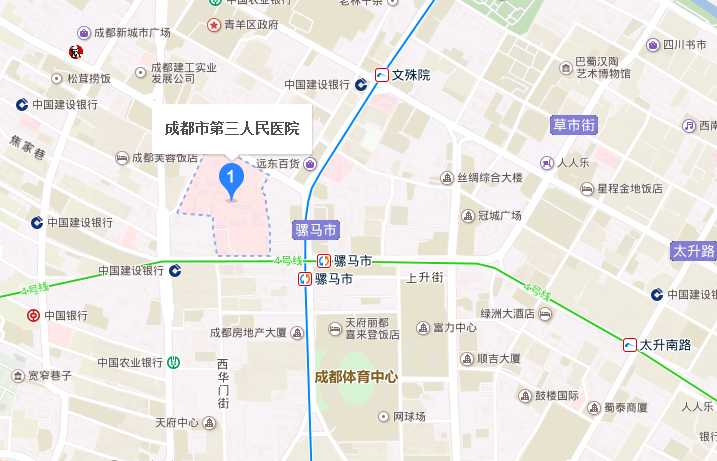 中国农业银行
老林干杂
成都新城市广场
青羊区政府
四川书市
成都建工实业
发展公司
松茸捞饭
巴蜀汉陶
艺术博物馆
文殊院
中国建设银行
中国建设银行
成都市第三人民医院
草市街
西南
焦家巷
成都芙蓉饭店
远东百货
人人乐
1
丝绸综合大楼
星程金地饭店
中国建设银行
冠城广场
骡马市
太升路
4号线
骡马市
中国建设银行
骡马市
上升街
4号线
4号线
中国建设银
中国银行
绿洲大酒店
天府丽都
喜来登饭店
富力中心
成都房地产大厦
太升南路
中国农业银行
西华门街
顺吉大厦
宽窄巷子
成都体育中心
鼓楼国际
蜀泰商厦
人人乐
网球场
天府中心
银行